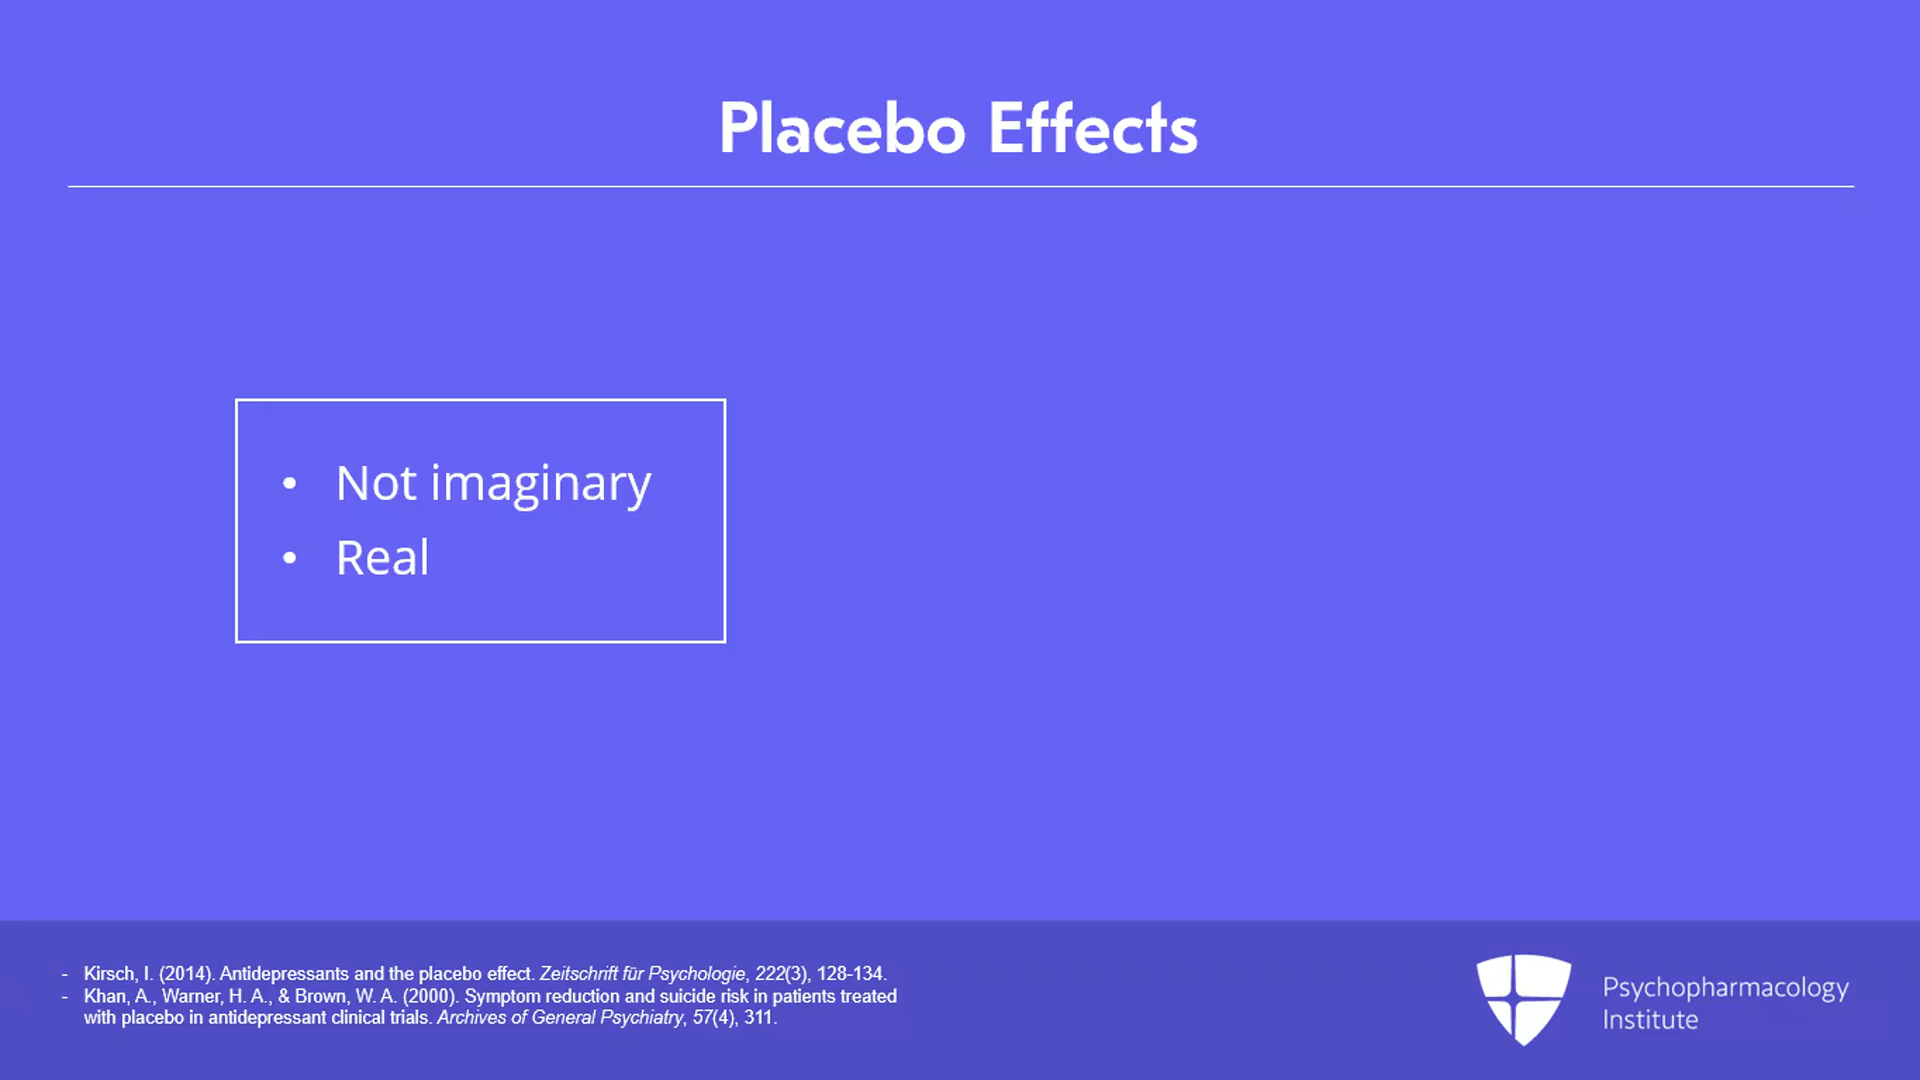 Placebo Effects
• Not imaginary
• Real
- Kirsch, I. (2014). Antidepressants and the placebo effect. Zeitschrift für Psychologie, 222(3), 128-134.
- Khan, A., Warner, H. A., & Brown, W. A. (2000). Symptom reduction and suicide risk in patients treated
with placebo in antidepressant clinical trials. Archives of General Psychiatry, 57(4), 311.
Psychopharmacology
Institute